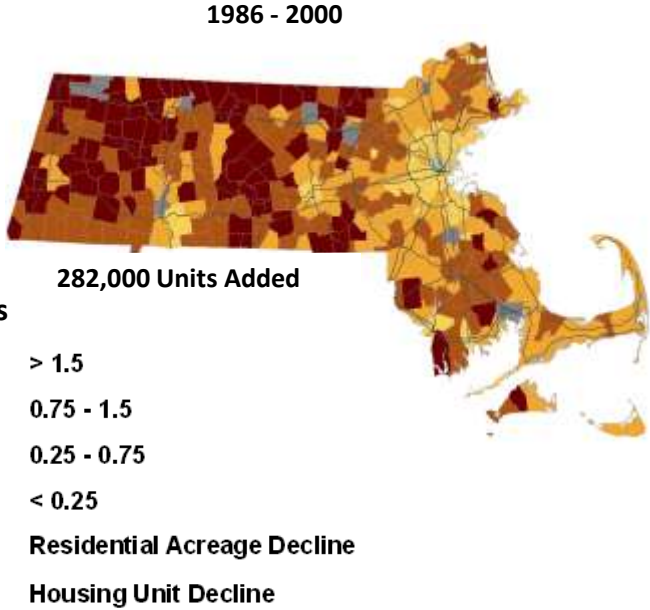 1986 - 2000
282,000 Units Added
s
> 1.5
0.75 - 1.5
0.25 - 0.75
< 0.25
Residential Acreage Decline
Housing Unit Decline